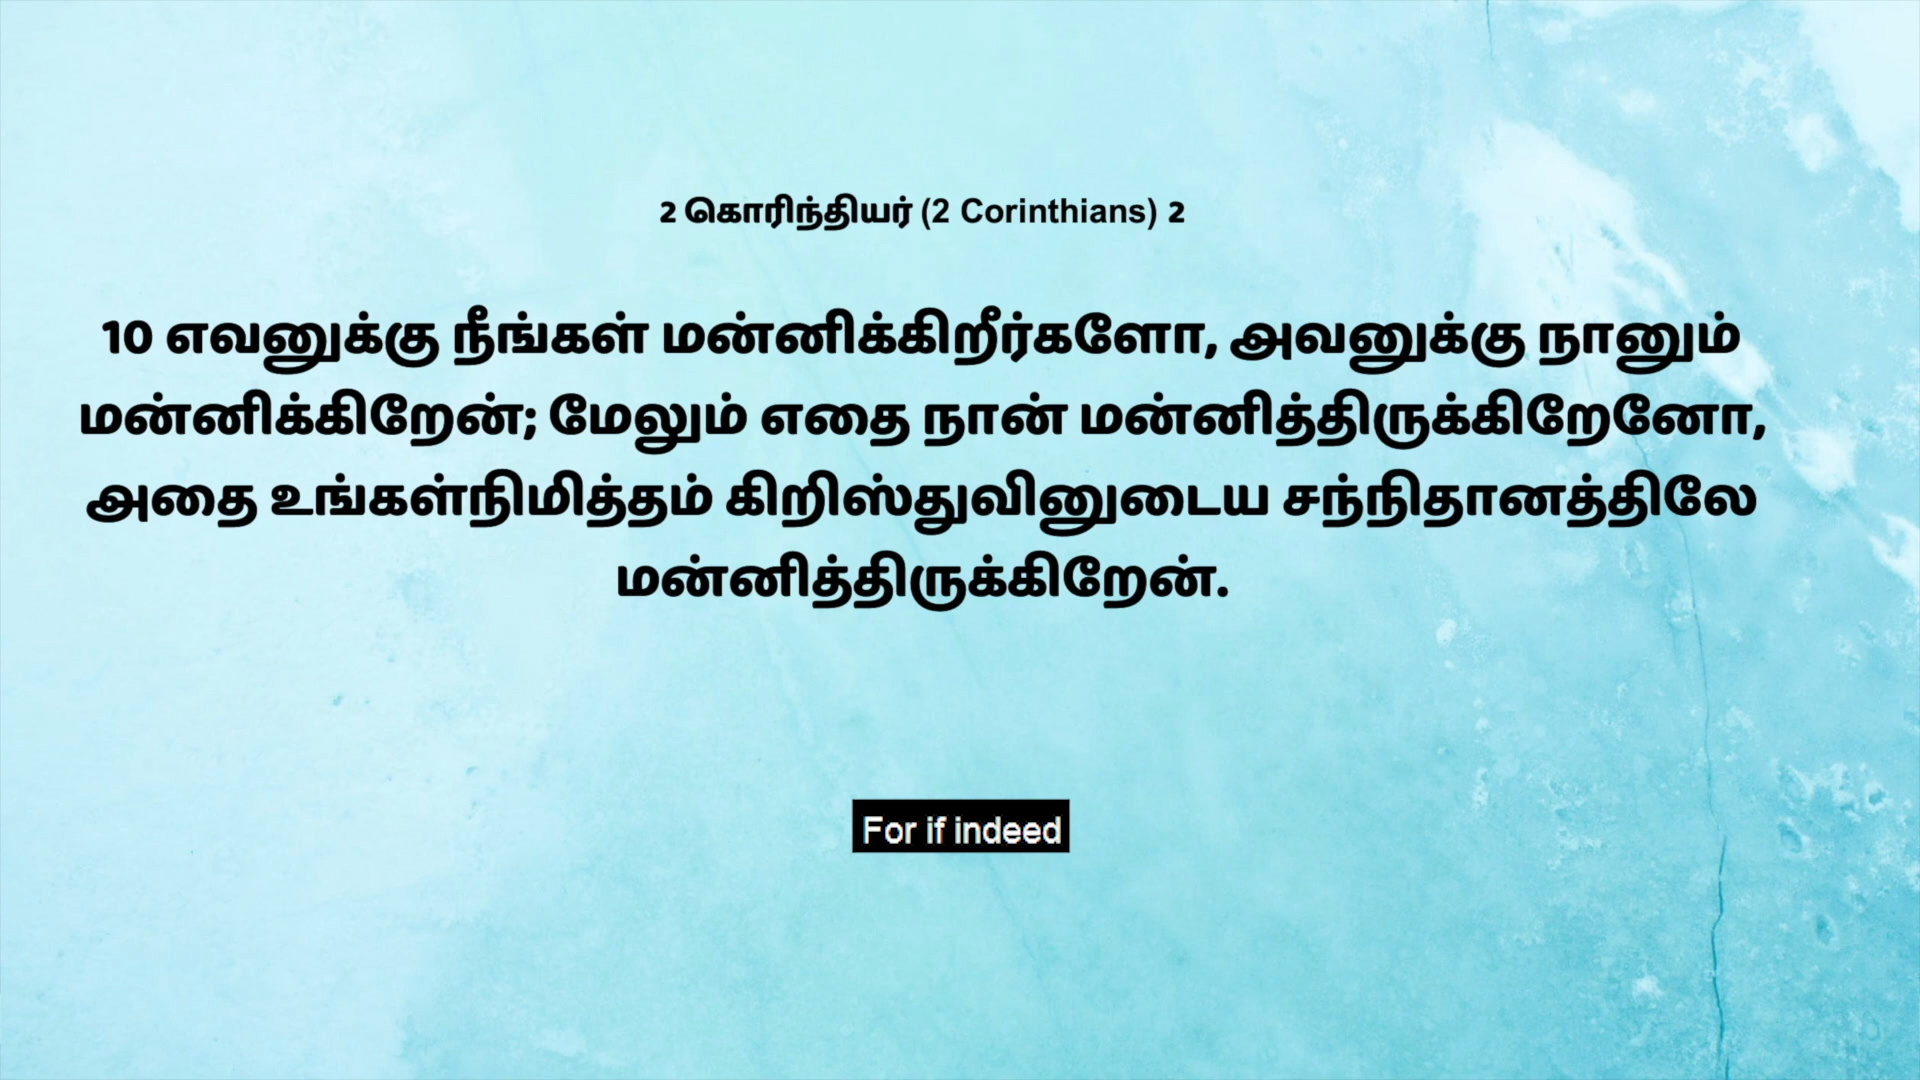 2 கொரிந்தியர் (2 Corinthians) 2
10 எவனுக்கு நீங்கள் மன்னிக்கிறீர்களோ, அவனுக்கு நானும்
மன்னிக்கிறேன்; மேலும் எதை நான் மன்னித்திருக்கிறேனோ,
அதை உங்கள்நிமித்தம் கிறிஸ்துவினுடைய சந்நிதானத்திலே
மன்னித்திருக்கிறேன்.
For if indeed